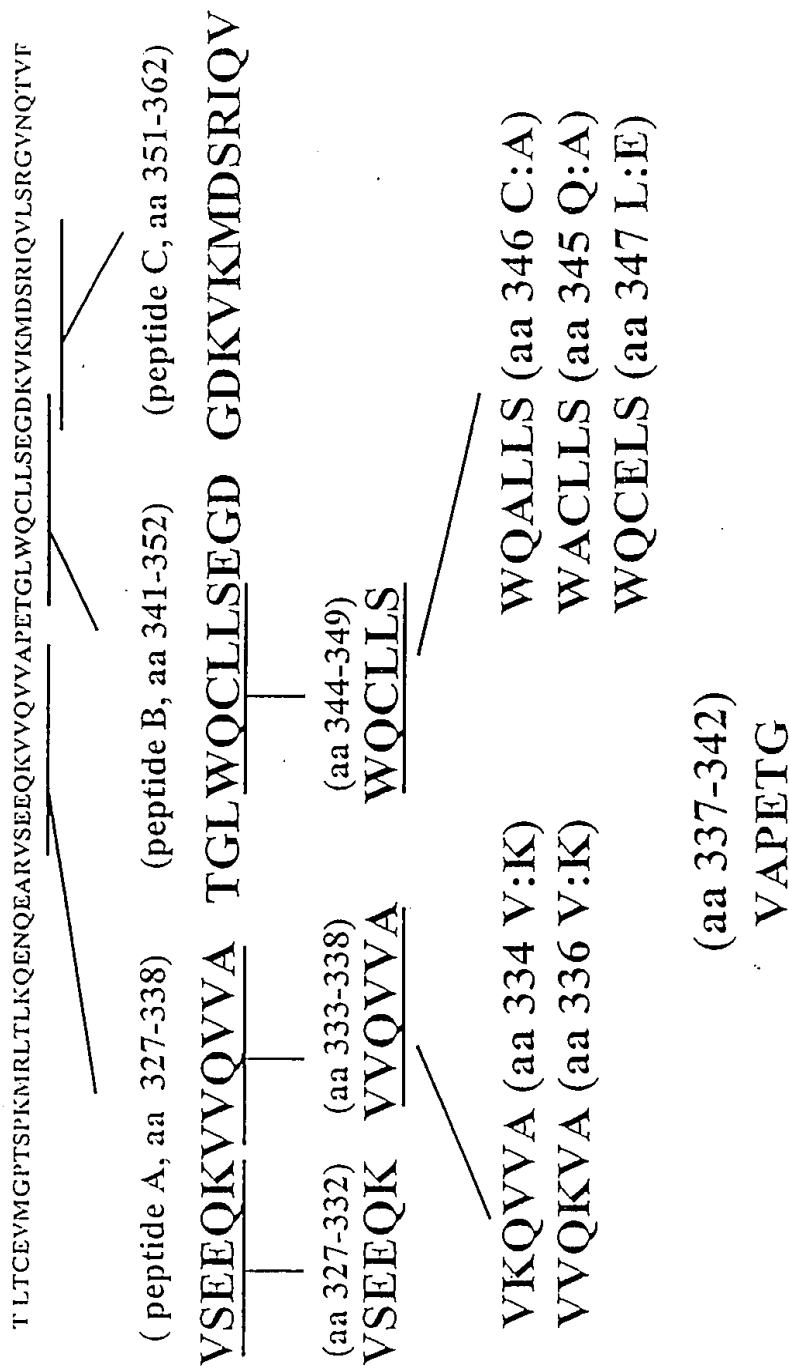 TLTCEVMGPTSPKMRLTLKQENQEARVSEEQKVVQVVAPETGLWQCLLSEGDKVKMDSRIQVLSRGVNQTVF
(peptide A, aa 327-338) (peptide B, aa 341-352) (peptide C, aa 351-362)
VSEEQKVVQVVA TGLWQCLLSEGD GDKVKMDSRIQV
(aa 327-332) (aa 333-338) (aa 344-349)
VSEEQK VVQVVA WQCLLS
VKQVVA (aa 334 V:K) WQALLS (aa 346 C:A)
VVQKVA (aa 336 V:K) WACLLS (aa 345 Q:A)
WQCELS (aa 347 L:E)
(aa 337-342)
VAPETG